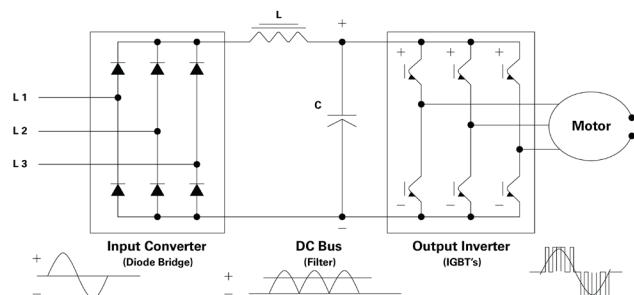 L
+
+ + +
L 1
C
L 2
Motor
L 3
− − −
−
Input Converter
(Diode Bridge)
DC Bus
(Filter)
Output Inverter
(IGBT's)
+
−
+
−